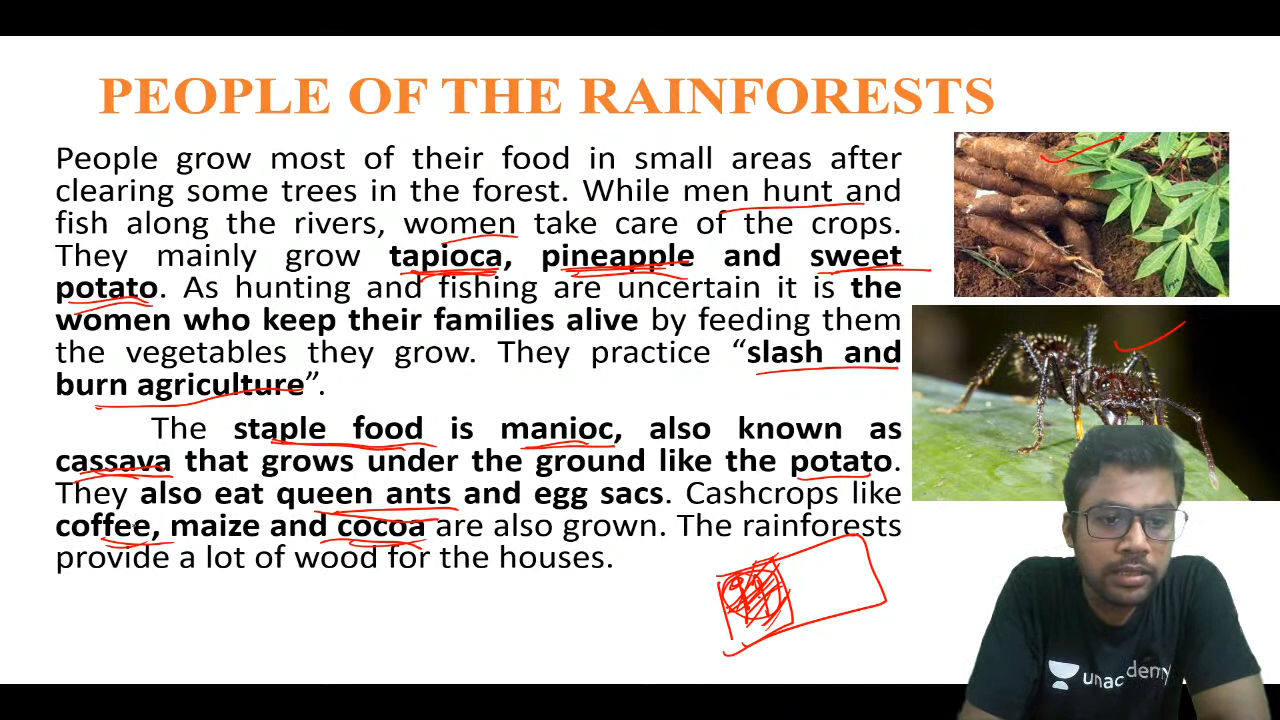 PEOPLE OF THE RAINFORESTS
People grow most of their food in small areas after
clearing some trees in the forest. While men hunt and
fish along the rivers, women take care of the crops.
They mainly grow tapioca, pineapple and sweet
potato. As hunting and fishing are uncertain it is the
women who keep their families alive by feeding them
the vegetables they grow. They practice “slash and
burn agriculture”.
The staple food is manioc, also known as
cassava that grows under the ground like the potato.
They also eat queen ants and egg sacs. Cashcrops like
coffee, maize and cocoa are also grown. The rainforests
provide a lot of wood for the houses.
unacademy